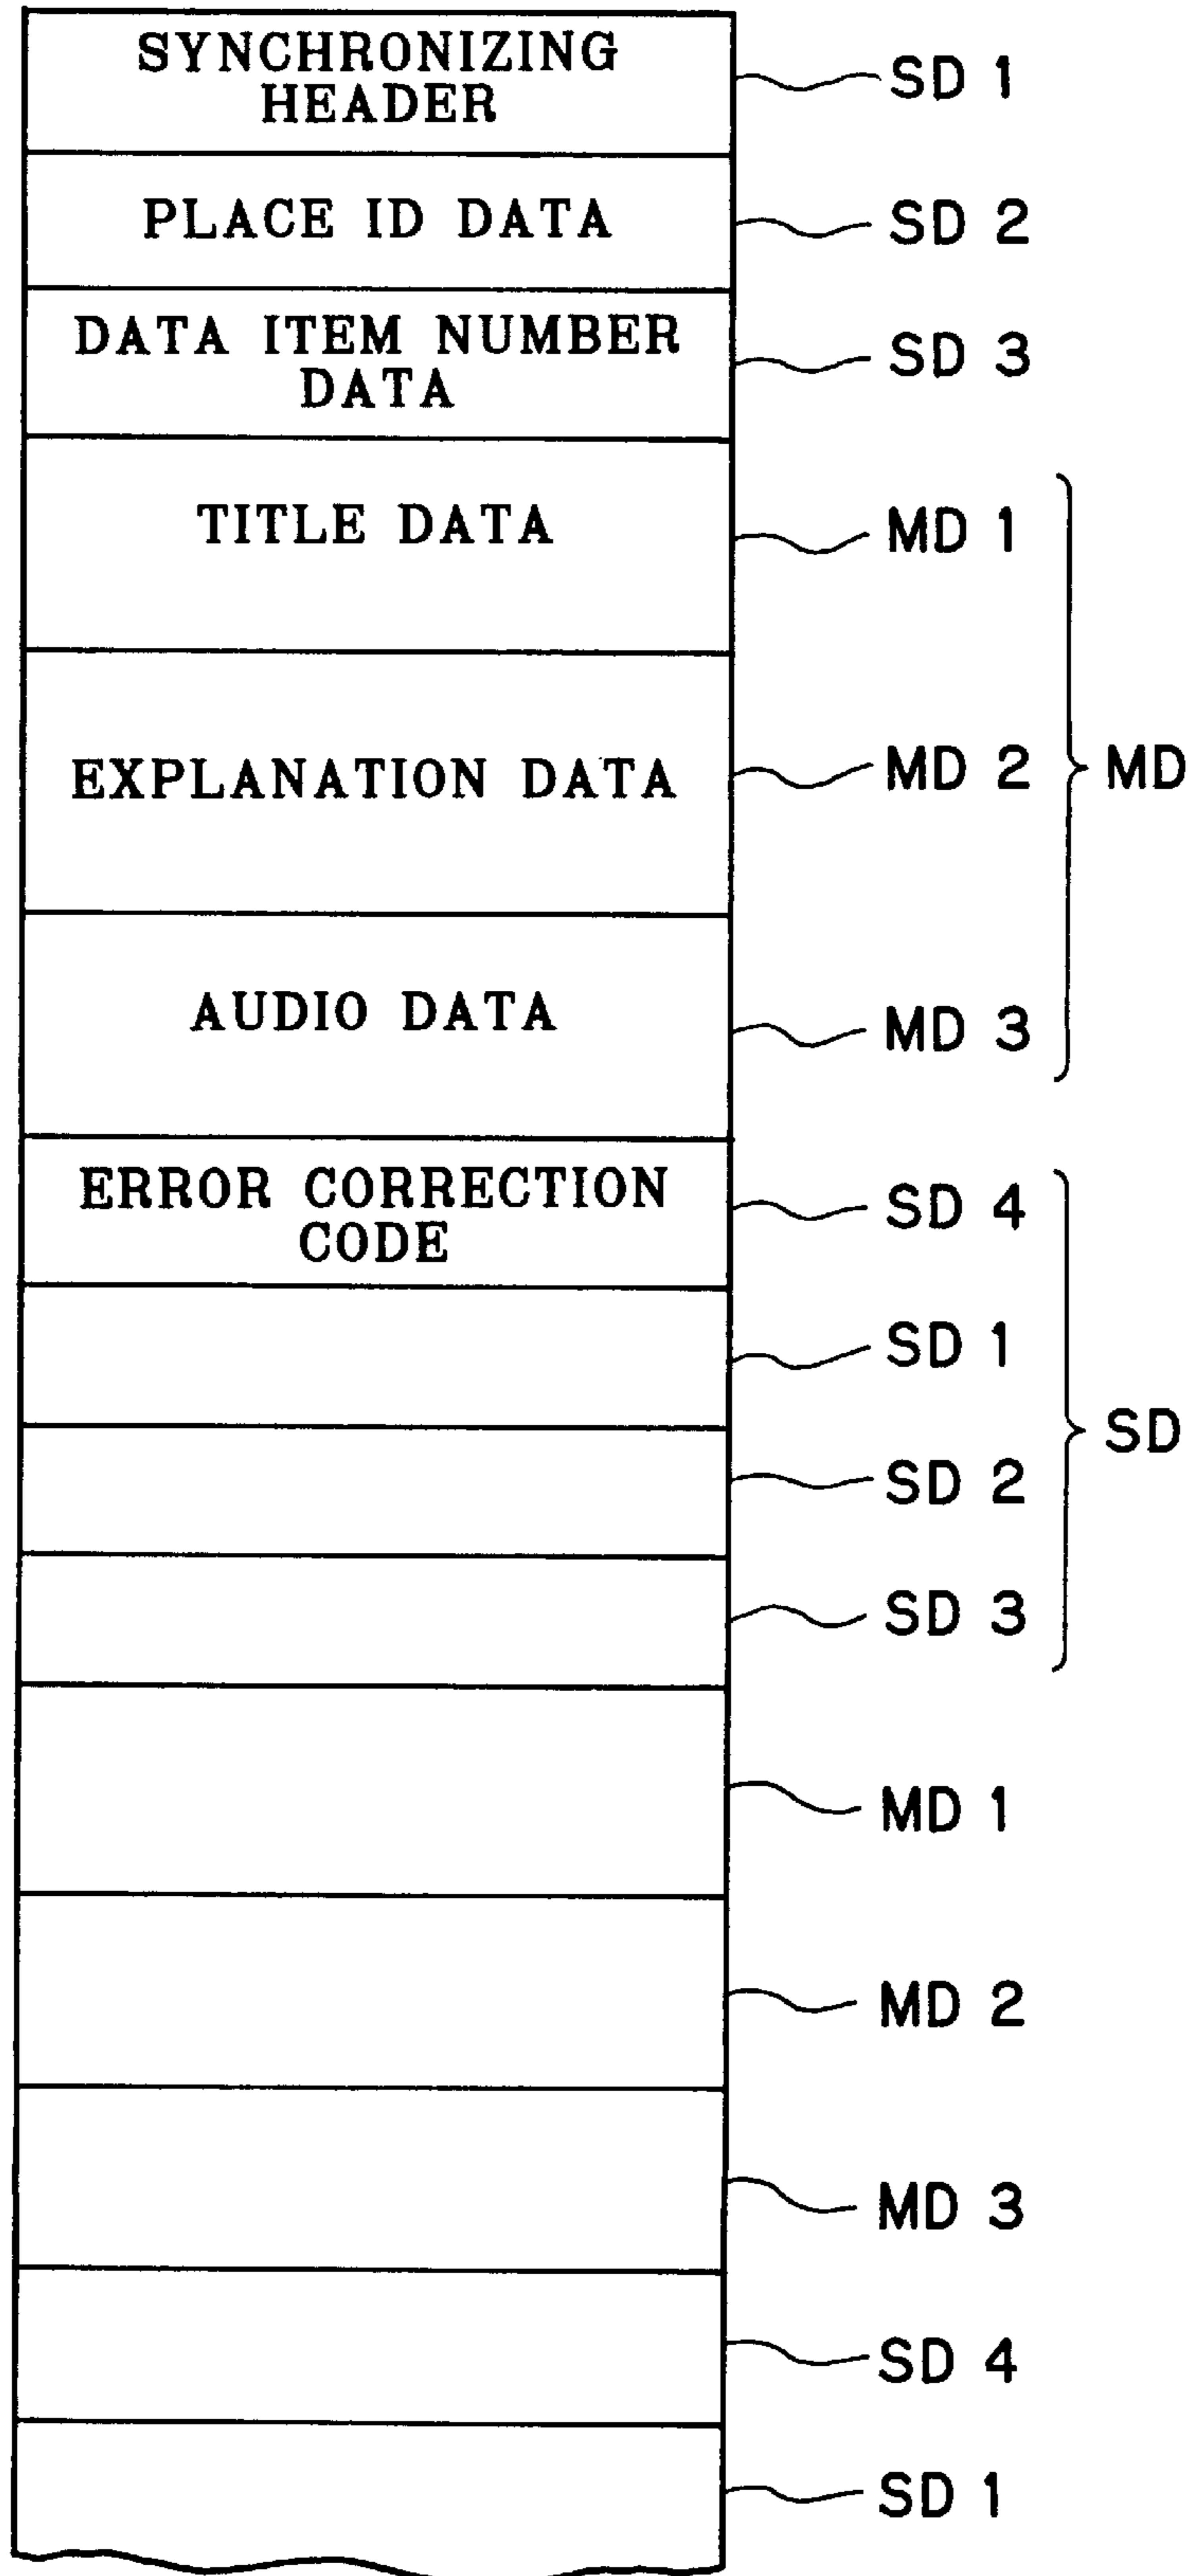 SYNCHRONIZING
HEADER
SD 1
PLACE ID DATA
SD 2
DATA ITEM NUMBER
DATA
SD 3
TITLE DATA
MD 1
EXPLANATION DATA
MD 2
MD
AUDIO DATA
MD 3
ERROR CORRECTION
CODE
SD 4
SD 1
SD
SD 2
SD 3
MD 1
MD 2
MD 3
SD 4
SD 1